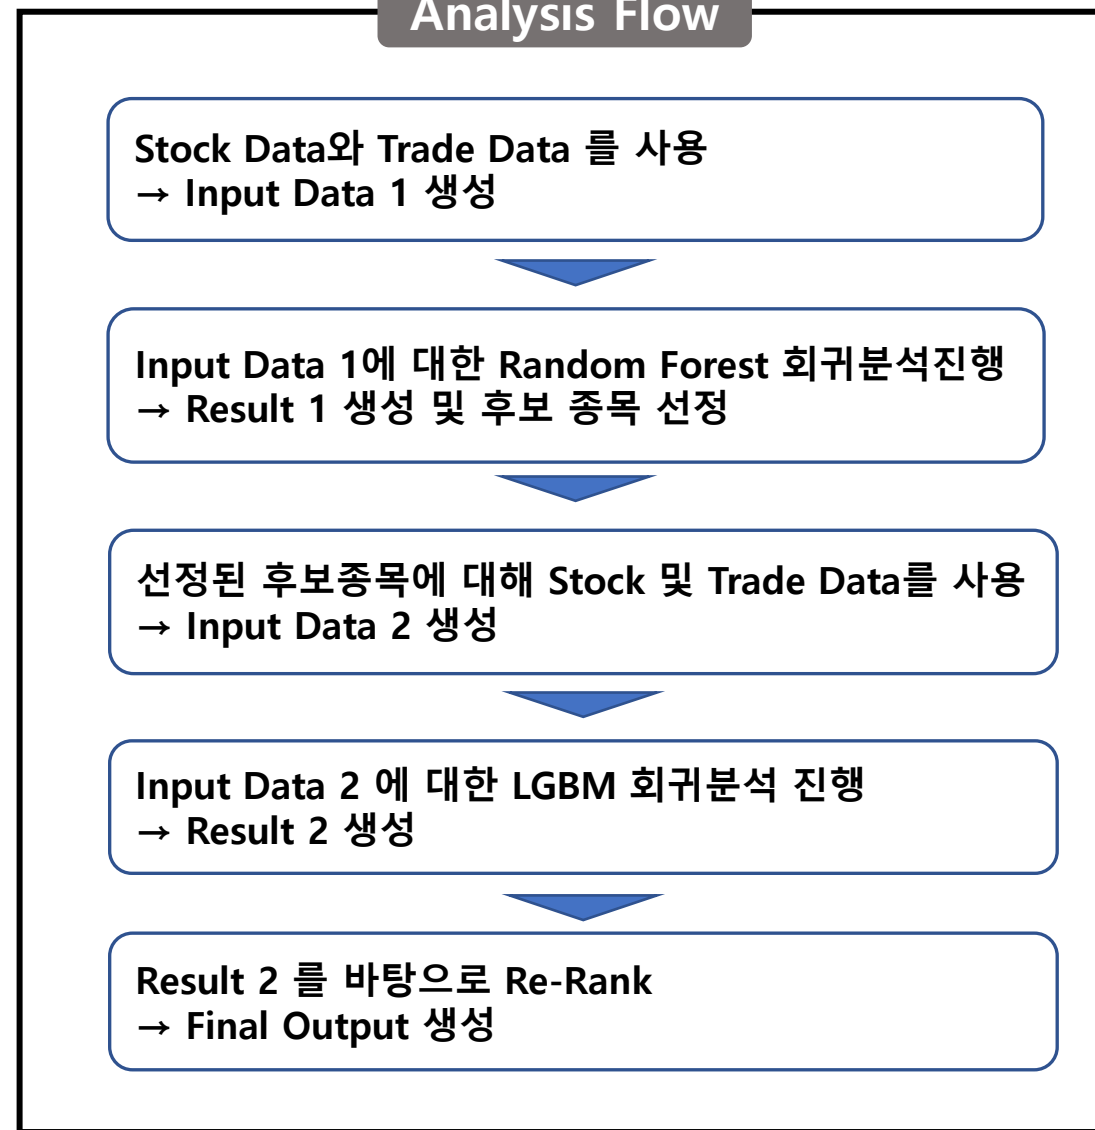 Analysis Flow
Stock Data와 Trade Data 를 사용
→ Input Data 1 생성
Input Data 1에 대한 Random Forest 회귀분석진행
→ Result 1 생성 및 후보 종목 선정
선정된 후보종목에 대해 Stock 및 Trade Data를 사용
→ Input Data 2 생성
Input Data 2 에 대한 LGBM 회귀분석 진행
→ Result 2 생성
Result 2 를 바탕으로 Re-Rank
→ Final Output 생성